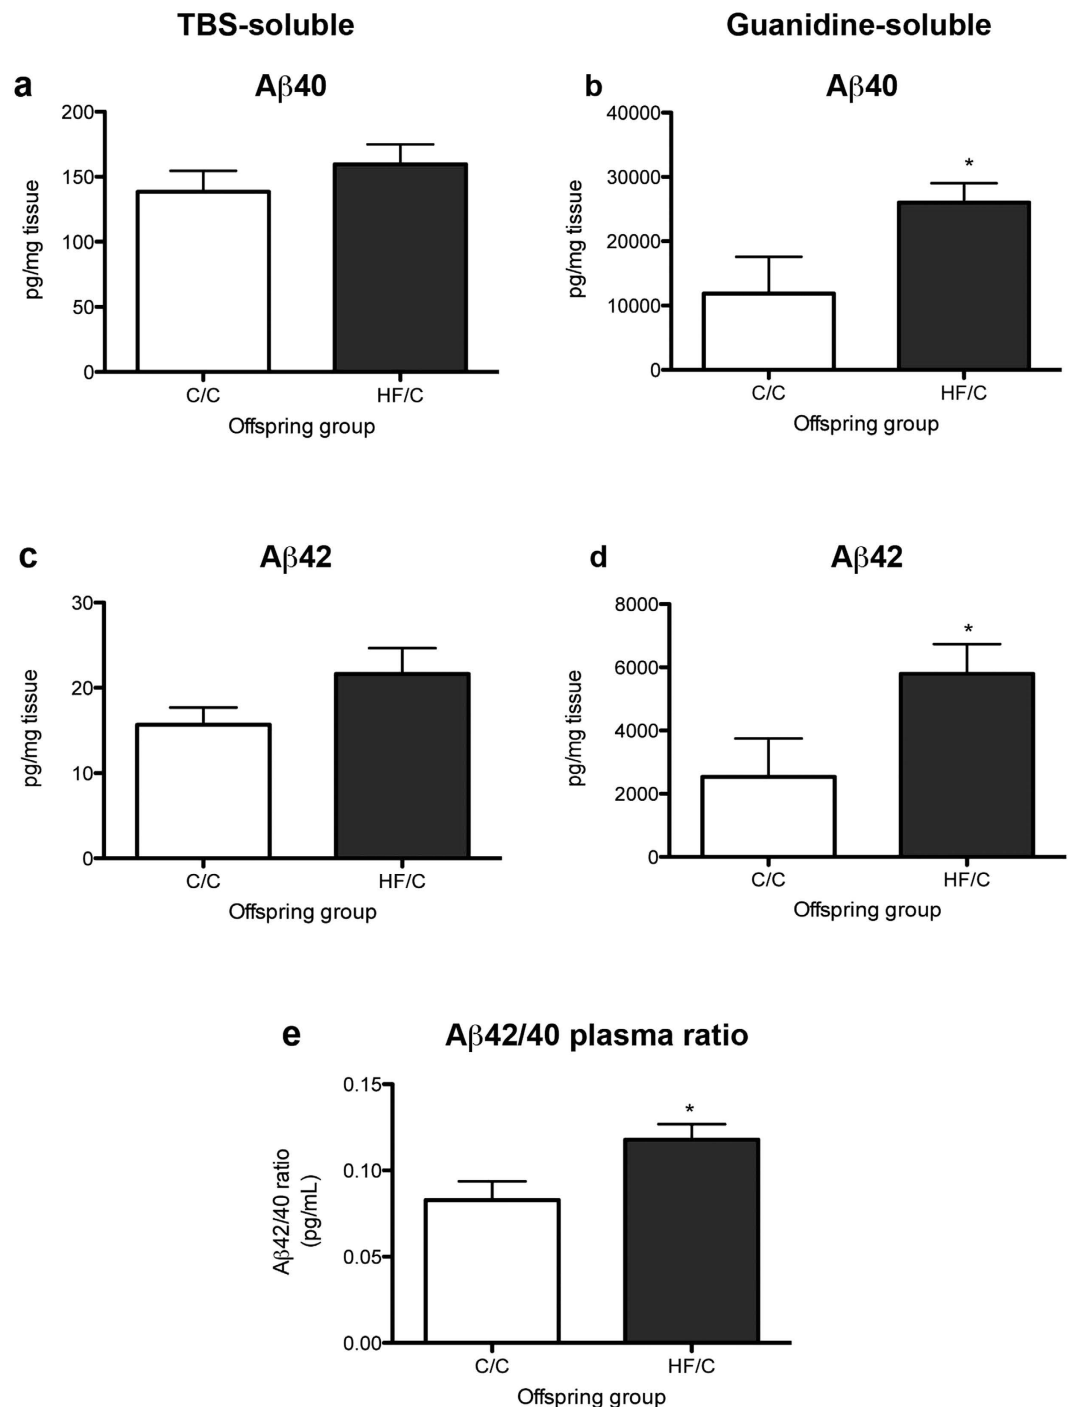 TBS-soluble
Guanidine-soluble
a
Aβ40
200
150
100
50
0
pg/mg tissue
C/C
HF/C
Offspring group
b
Aβ40
40000
30000
20000
10000
0
pg/mg tissue
*
C/C
HF/C
Offspring group
c
Aβ42
30
20
10
0
pg/mg tissue
C/C
HF/C
Offspring group
d
Aβ42
8000
6000
4000
2000
0
pg/mg tissue
*
C/C
HF/C
Offspring group
e
Aβ42/40 plasma ratio
0.15
0.10
0.05
0.00
Aβ42/40 ratio
(pg/mL)
*
C/C
HF/C
Offspring group